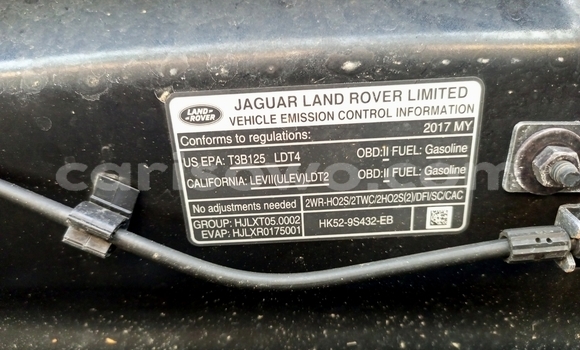 LAND-
-ROVER
JAGUAR LAND ROVER LIMITED
VEHICLE EMISSION CONTROL INFORMATION
Conforms to regulations: 2017 MY
US EPA: T3B125 LDT4 OBD:II FUEL: Gasoline
CALIFORNIA: LEVII(ULEV)LDT2 OBD:II FUEL: Gasoline
No adjustments needed 2WR-HO2S/2TWC/2HO2S(2)/DFI/SC/CAC
GROUP: HJLXT05.0002 HK52-9S432-EB
EVAP: HJLXR0175001